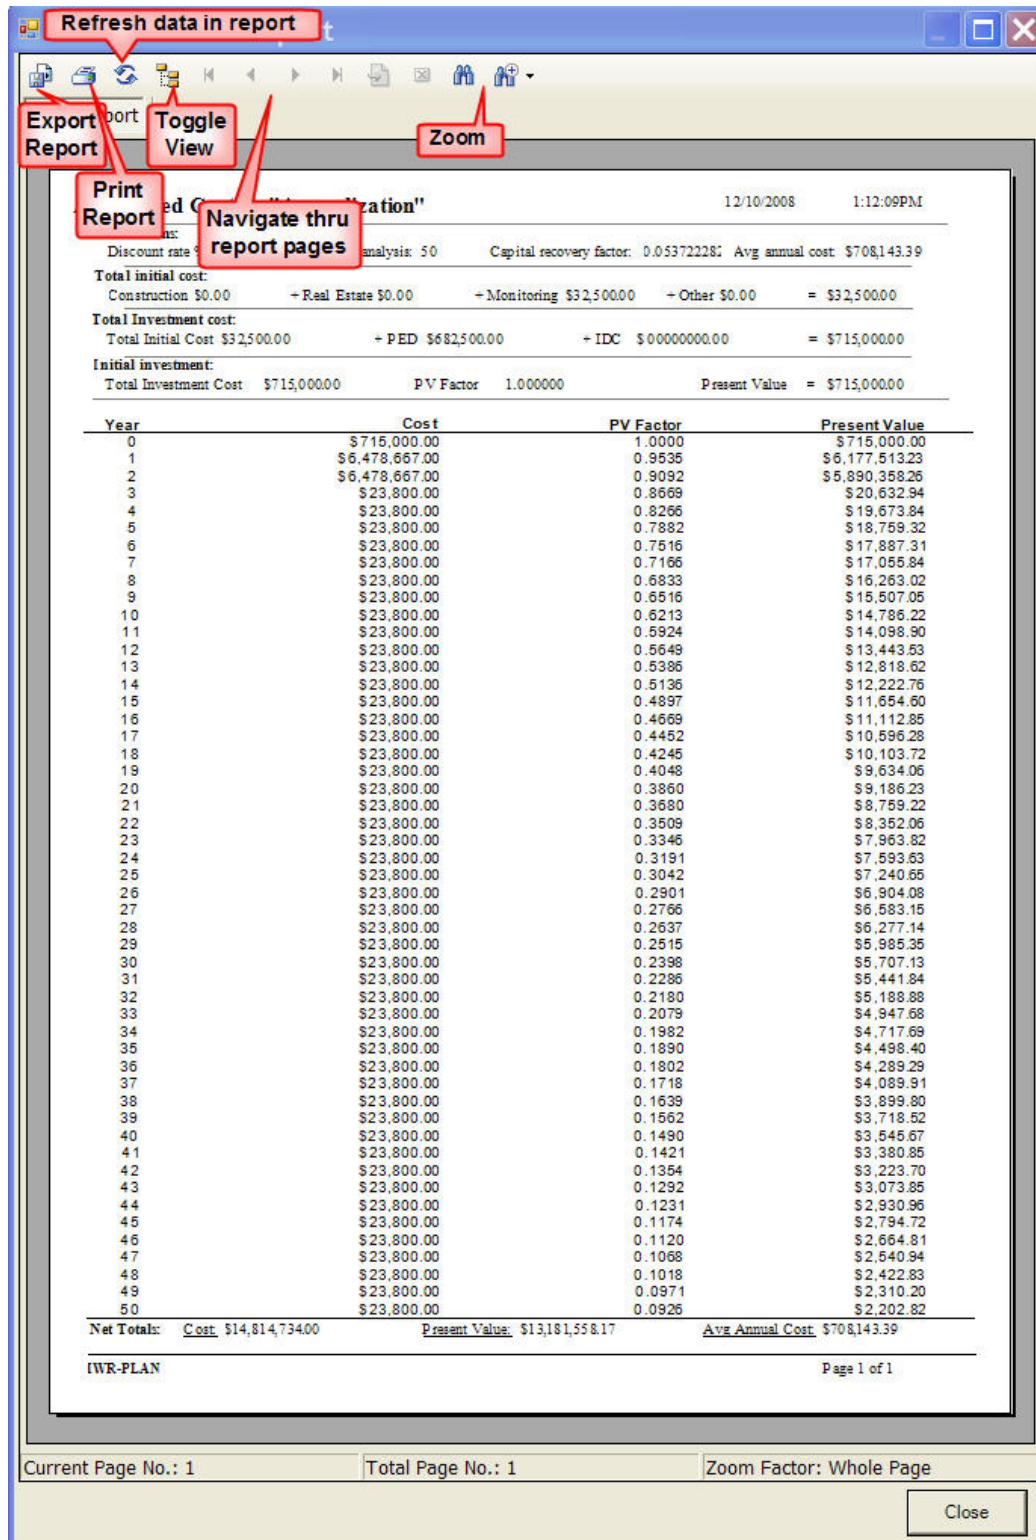 Refresh data in report
Export Report
Toggle View
Zoom
Print Report
Navigate thru report pages
port
ed zation" 12/10/2008 1:12:09PM
Discount rate analysis: 50 Capital recovery factor: 0.053722282 Avg annual cost: $708,143.39
Total initial cost:
Construction $0.00 + Real Estate $0.00 + Monitoring $32,500.00 + Other $0.00 = $32,500.00
Total Investment cost:
Total Initial Cost $32,500.00 + PED $682,500.00 + IDC $00000000.00 = $715,000.00
Initial investment:
Total Investment Cost $715,000.00 PV Factor 1.000000 Present Value = $715,000.00
Year Cost PV Factor Present Value
0 $715,000.00 1.0000 $715,000.00
1 $6,478,667.00 0.9535 $6,177,513.23
2 $6,478,667.00 0.9092 $5,890,358.26
3 $23,800.00 0.8669 $20,632.94
4 $23,800.00 0.8266 $19,673.84
5 $23,800.00 0.7882 $18,759.32
6 $23,800.00 0.7516 $17,887.31
7 $23,800.00 0.7166 $17,055.84
8 $23,800.00 0.6833 $16,263.02
9 $23,800.00 0.6516 $15,507.05
10 $23,800.00 0.6213 $14,786.22
11 $23,800.00 0.5924 $14,098.90
12 $23,800.00 0.5649 $13,443.53
13 $23,800.00 0.5386 $12,818.62
14 $23,800.00 0.5136 $12,222.76
15 $23,800.00 0.4897 $11,654.60
16 $23,800.00 0.4669 $11,112.85
17 $23,800.00 0.4452 $10,596.28
18 $23,800.00 0.4245 $10,103.72
19 $23,800.00 0.4048 $9,634.06
20 $23,800.00 0.3860 $9,186.23
21 $23,800.00 0.3680 $8,759.22
22 $23,800.00 0.3509 $8,352.06
23 $23,800.00 0.3346 $7,963.82
24 $23,800.00 0.3191 $7,593.63
25 $23,800.00 0.3042 $7,240.65
26 $23,800.00 0.2901 $6,904.08
27 $23,800.00 0.2766 $6,583.15
28 $23,800.00 0.2637 $6,277.14
29 $23,800.00 0.2515 $5,985.35
30 $23,800.00 0.2398 $5,707.13
31 $23,800.00 0.2286 $5,441.84
32 $23,800.00 0.2180 $5,188.88
33 $23,800.00 0.2079 $4,947.68
34 $23,800.00 0.1982 $4,717.69
35 $23,800.00 0.1890 $4,498.40
36 $23,800.00 0.1802 $4,289.29
37 $23,800.00 0.1718 $4,089.91
38 $23,800.00 0.1639 $3,899.80
39 $23,800.00 0.1562 $3,718.52
40 $23,800.00 0.1490 $3,545.67
41 $23,800.00 0.1421 $3,380.85
42 $23,800.00 0.1354 $3,223.70
43 $23,800.00 0.1292 $3,073.85
44 $23,800.00 0.1231 $2,930.96
45 $23,800.00 0.1174 $2,794.72
46 $23,800.00 0.1120 $2,664.81
47 $23,800.00 0.1068 $2,540.94
48 $23,800.00 0.1018 $2,422.83
49 $23,800.00 0.0971 $2,310.20
50 $23,800.00 0.0926 $2,202.82
Net Totals: Cost: $14,814,734.00 Present Value: $13,181,558.17 Avg Annual Cost: $708,143.39
IWR-PLAN Page 1 of 1
Current Page No.: 1 Total Page No.: 1 Zoom Factor: Whole Page
Close